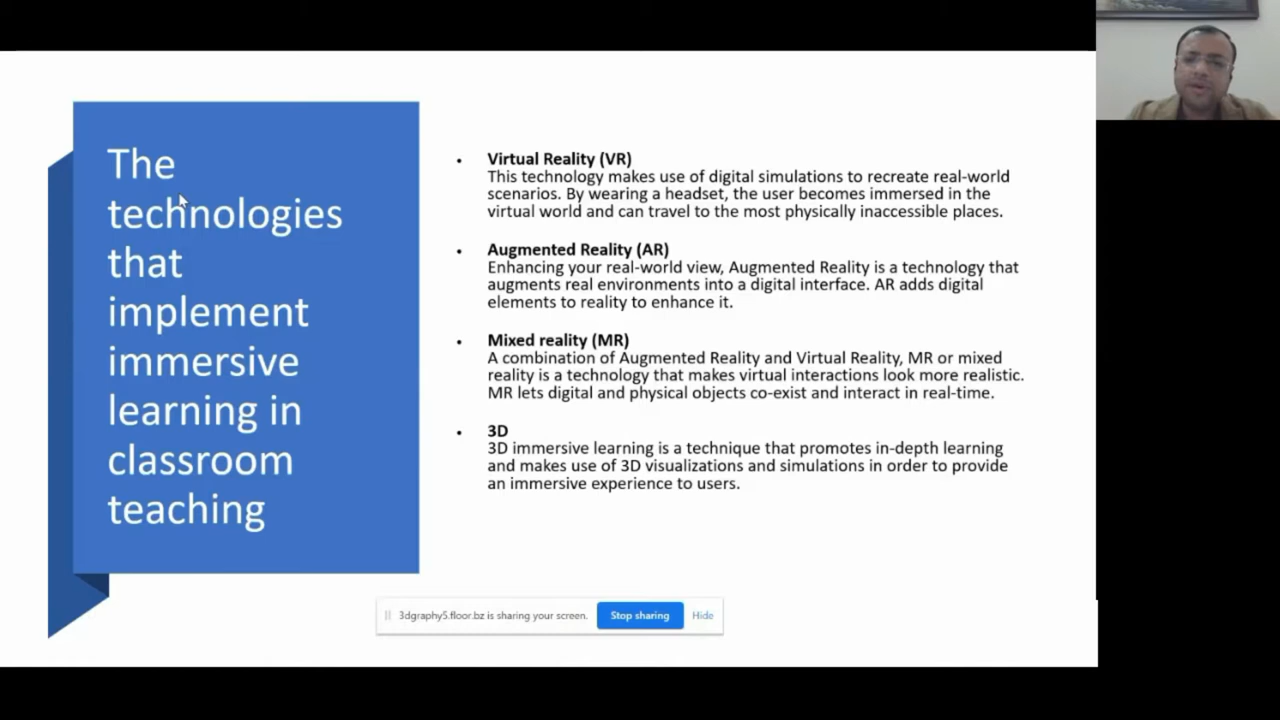 The
technologies
that
implement
immersive
learning in
classroom
teaching
• Virtual Reality (VR)
This technology makes use of digital simulations to recreate real-world
scenarios. By wearing a headset, the user becomes immersed in the
virtual world and can travel to the most physically inaccessible places.
• Augmented Reality (AR)
Enhancing your real-world view, Augmented Reality is a technology that
augments real environments into a digital interface. AR adds digital
elements to reality to enhance it.
• Mixed reality (MR)
A combination of Augmented Reality and Virtual Reality, MR or mixed
reality is a technology that makes virtual interactions look more realistic.
MR lets digital and physical objects co-exist and interact in real-time.
• 3D
3D immersive learning is a technique that promotes in-depth learning
and makes use of 3D visualizations and simulations in order to provide
an immersive experience to users.
3dgraphy5.floor.bz is sharing your screen. Stop sharing Hide